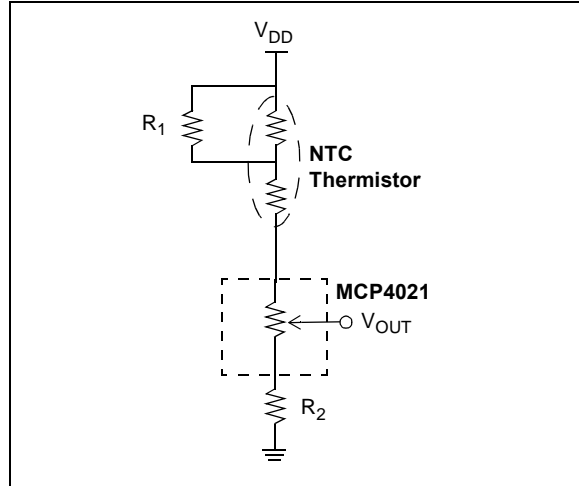 V_DD
R_1
NTC
Thermistor
MCP4021
V_OUT
R_2